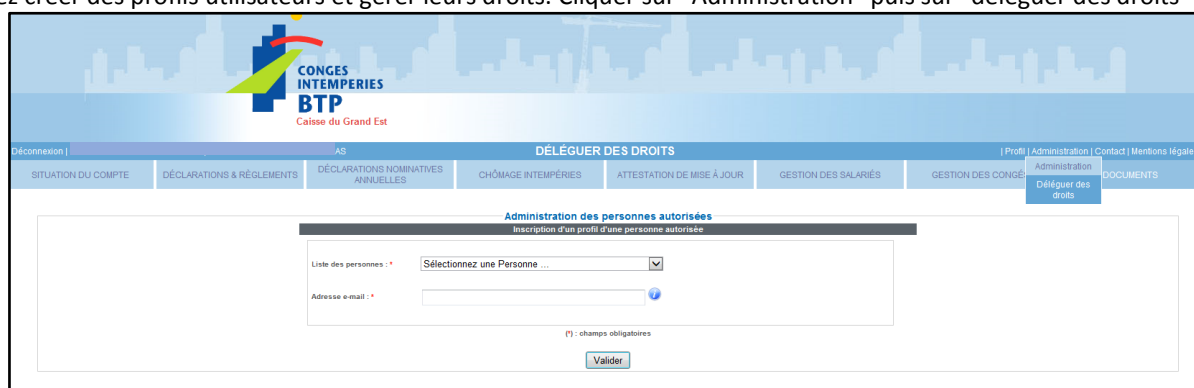 ez créer des profils utilisateurs et gérer leurs droits. Cliquer sur "Administration" puis sur "déléguer des droits"
CONGES
INTEMPERIES
BTP
Caisse du Grand Est
Déconnexion | AS DÉLÉGUER DES DROITS | Profil | Administration | Contact | Mentions légale
SITUATION DU COMPTE DÉCLARATIONS & RÈGLEMENTS DÉCLARATIONS NOMINATIVES ANNUELLES CHÔMAGE INTEMPÉRIES ATTESTATION DE MISE À JOUR GESTION DES SALARIÉS GESTION DES CONGÉ DOCUMENTS
Administration
Déléguer des
droits
Administration des personnes autorisées
Inscription d'un profil d'une personne autorisée
Liste des personnes : * Sélectionnez une Personne ...
Adresse e-mail : *
(*) : champs obligatoires
Valider